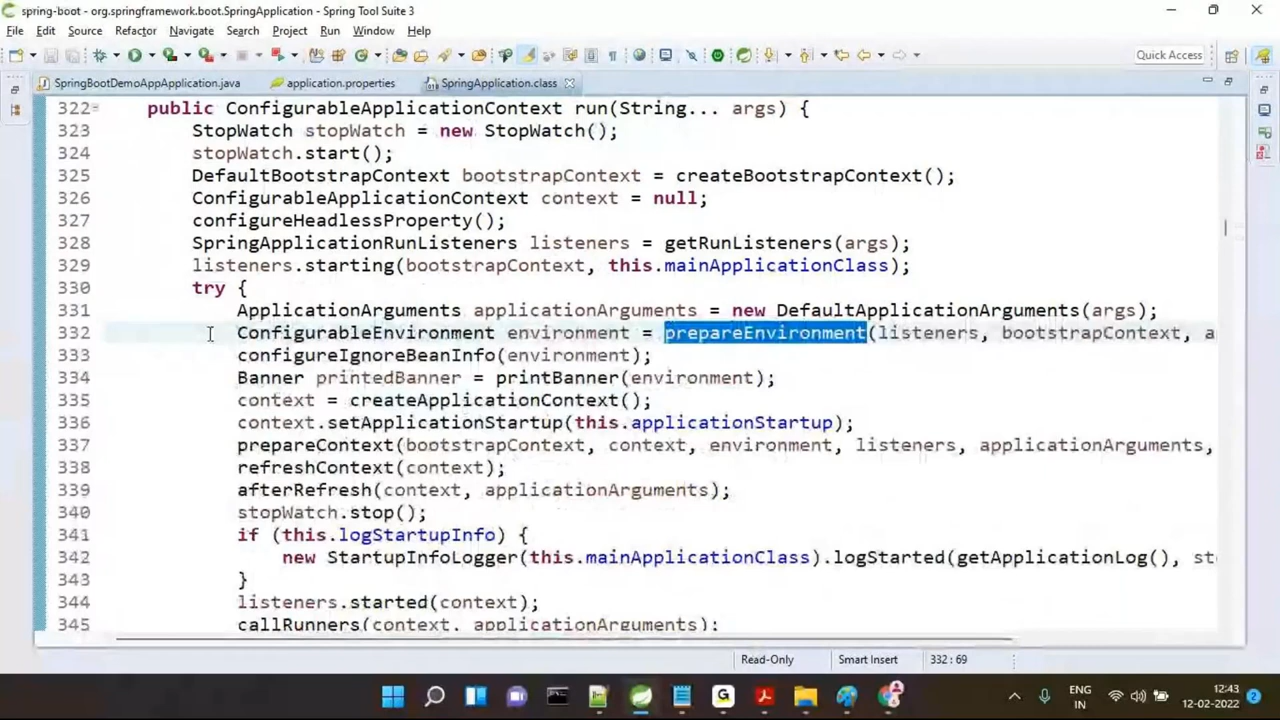 spring-boot - org.springframework.boot.SpringApplication - Spring Tool Suite 3
File Edit Source Refactor Navigate Search Project Run Window Help
Quick Access
SpringBootDemoAppApplication.java application.properties SpringApplication.class
322 public ConfigurableApplicationContext run(String... args) {
323 StopWatch stopWatch = new StopWatch();
324 stopWatch.start();
325 DefaultBootstrapContext bootstrapContext = createBootstrapContext();
326 ConfigurableApplicationContext context = null;
327 configureHeadlessProperty();
328 SpringApplicationRunListeners listeners = getRunListeners(args);
329 listeners.starting(bootstrapContext, this.mainApplicationClass);
330 try {
331 ApplicationArguments applicationArguments = new DefaultApplicationArguments(args);
332 ConfigurableEnvironment environment = prepareEnvironment(listeners, bootstrapContext, a
333 configureIgnoreBeanInfo(environment);
334 Banner printedBanner = printBanner(environment);
335 context = createApplicationContext();
336 context.setApplicationStartup(this.applicationStartup);
337 prepareContext(bootstrapContext, context, environment, listeners, applicationArguments,
338 refreshContext(context);
339 afterRefresh(context, applicationArguments);
340 stopWatch.stop();
341 if (this.logStartupInfo) {
342 new StartupInfoLogger(this.mainApplicationClass).logStarted(getApplicationLog(), st
343 }
344 listeners.started(context);
345 callRunners(context, applicationArguments);
Read-Only Smart Insert 332 : 69
ENG
IN
12:43
12-02-2022
2